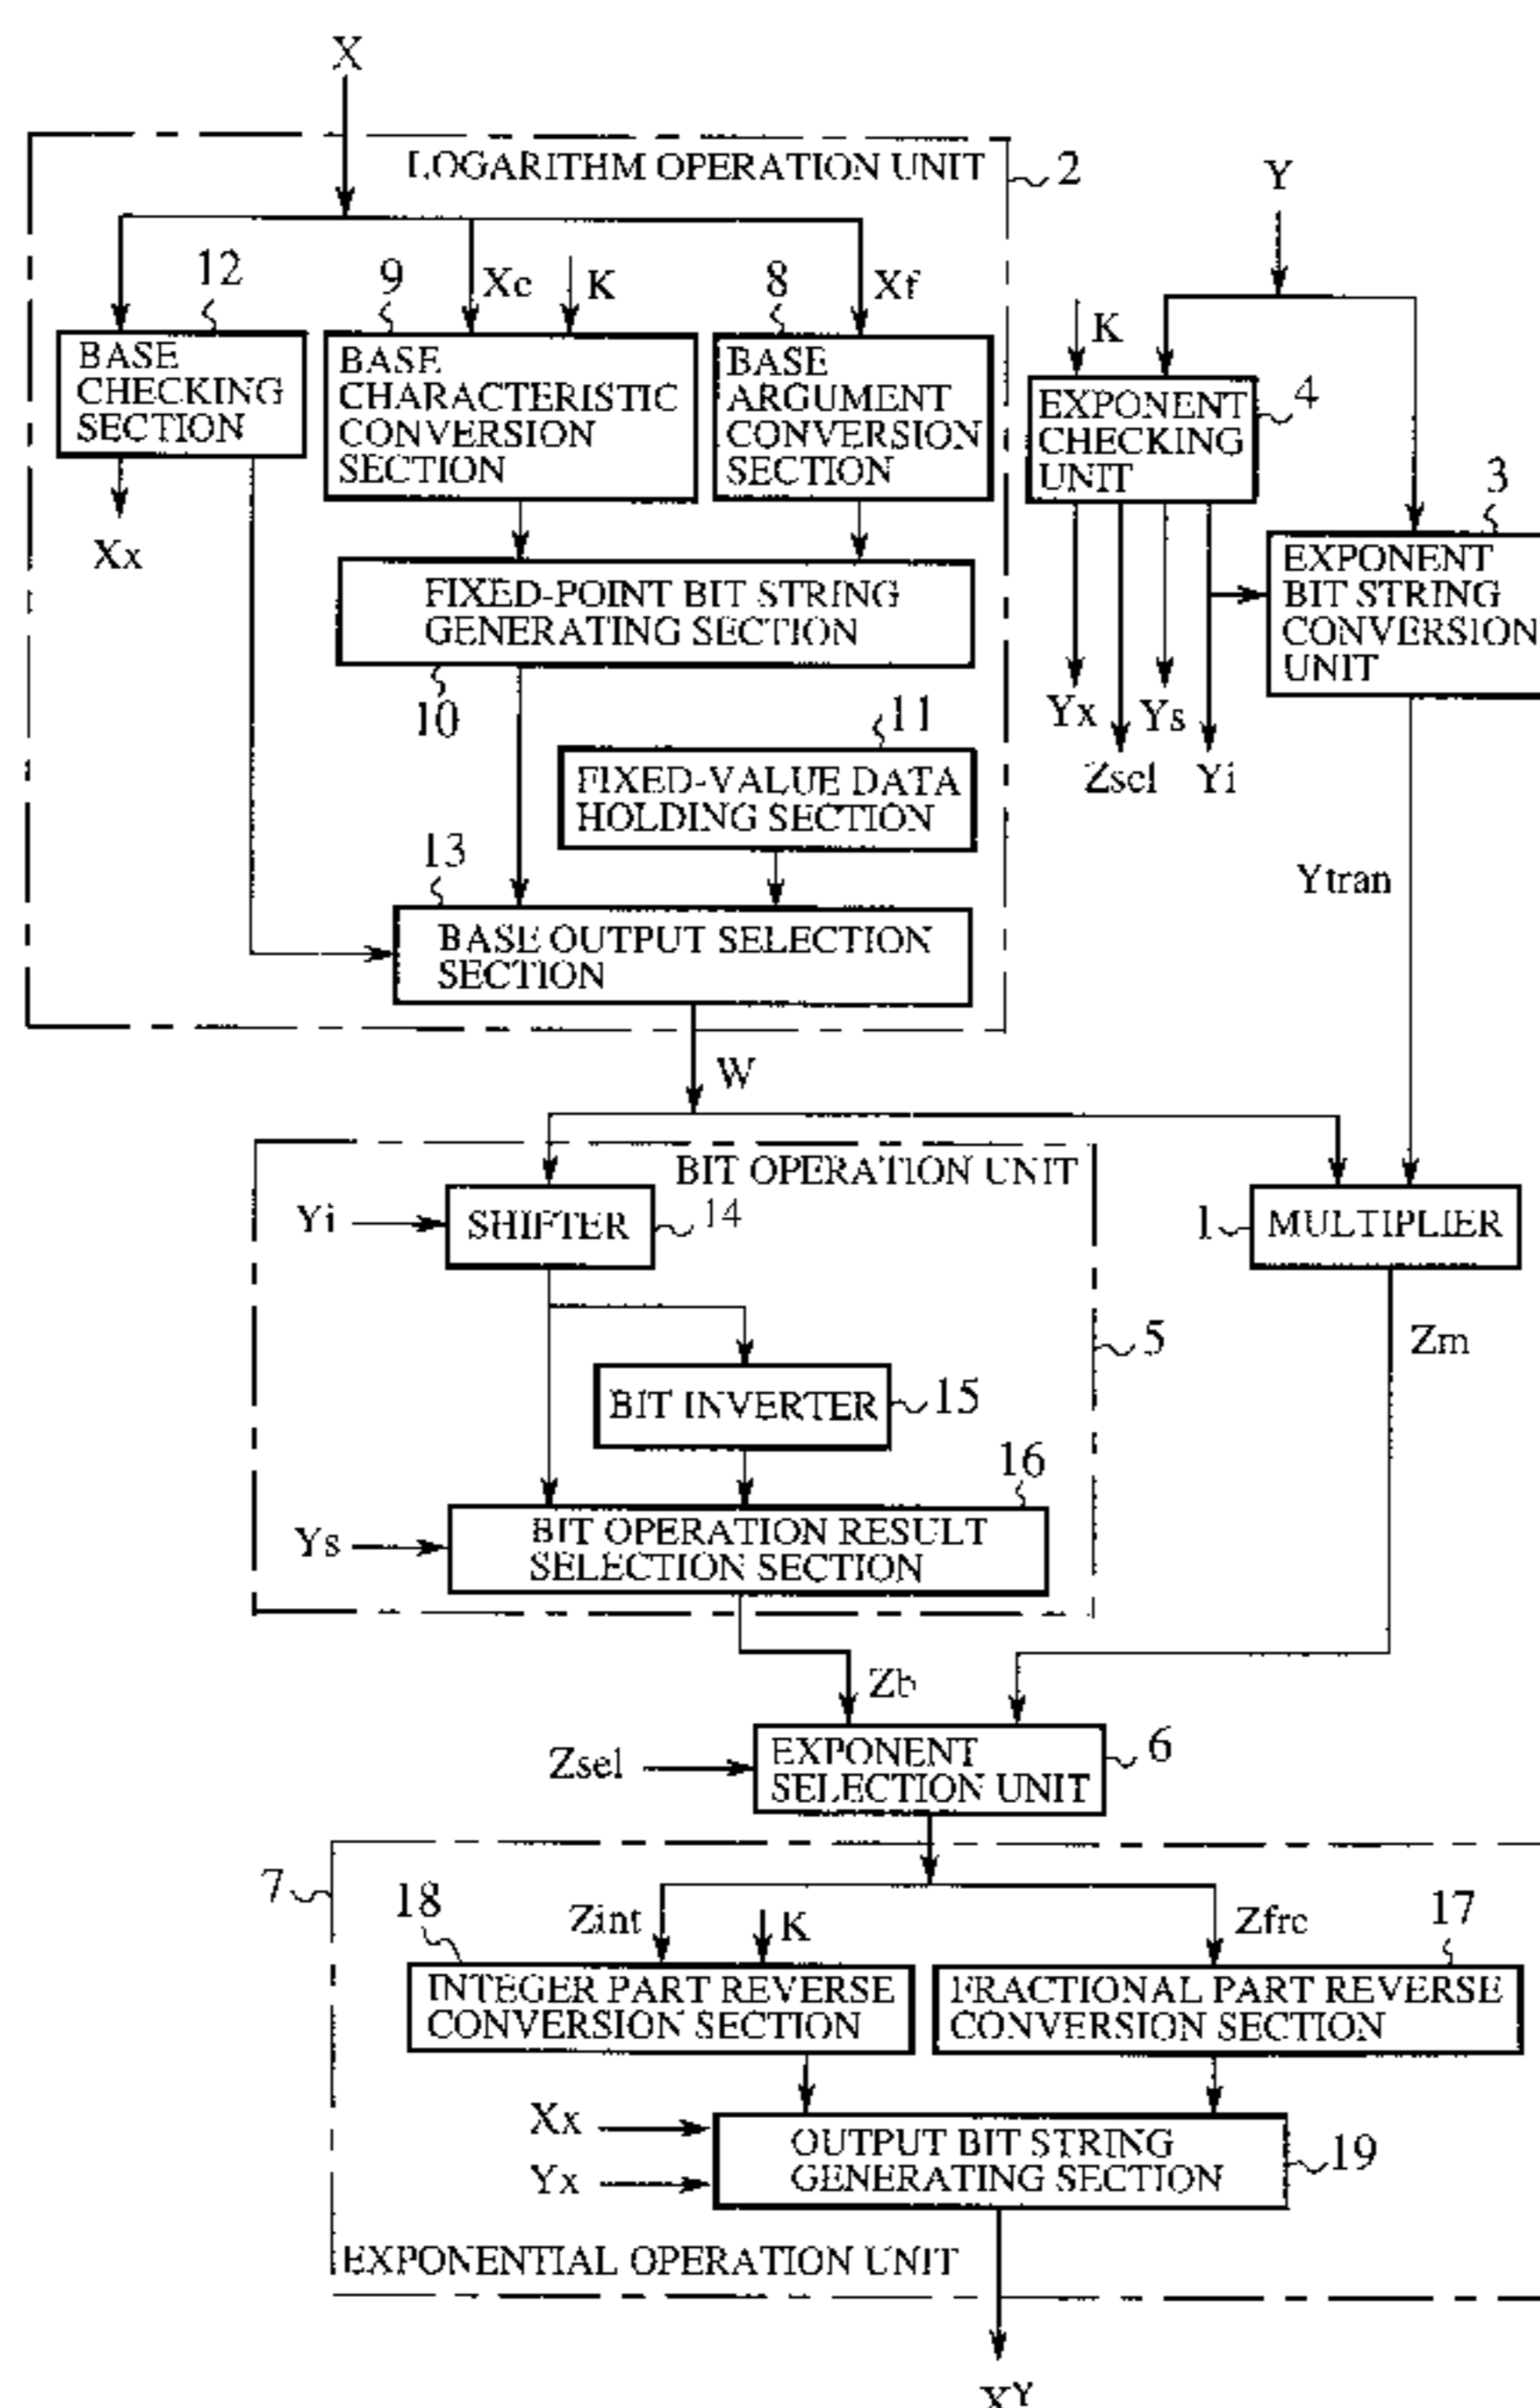 X
LOGARITHM OPERATION UNIT
2
Y
12
9
Xc
K
8
Xf
K
BASE
CHECKING
SECTION
BASE
CHARACTERISTIC
CONVERSION
SECTION
BASE
ARGUMENT
CONVERSION
SECTION
EXPONENT
CHECKING
UNIT
4
3
Xx
EXPONENT
BIT STRING
CONVERSION
UNIT
FIXED-POINT BIT STRING
GENERATING SECTION
10
11
Yx
Ys
Zsel
Yi
FIXED-VALUE DATA
HOLDING SECTION
13
Ytran
BASE OUTPUT SELECTION
SECTION
W
BIT OPERATION UNIT
Yi
SHIFTER
14
1
MULTIPLIER
5
Zm
BIT INVERTER
15
16
Ys
BIT OPERATION RESULT
SELECTION SECTION
Zb
Zsel
EXPONENT
SELECTION UNIT
6
7
18
Zint
K
Zfrc
17
INTEGER PART REVERSE
CONVERSION SECTION
FRACTIONAL PART REVERSE
CONVERSION SECTION
Xx
Yx
OUTPUT BIT STRING
GENERATING SECTION
19
EXPONENTIAL OPERATION UNIT
X^Y